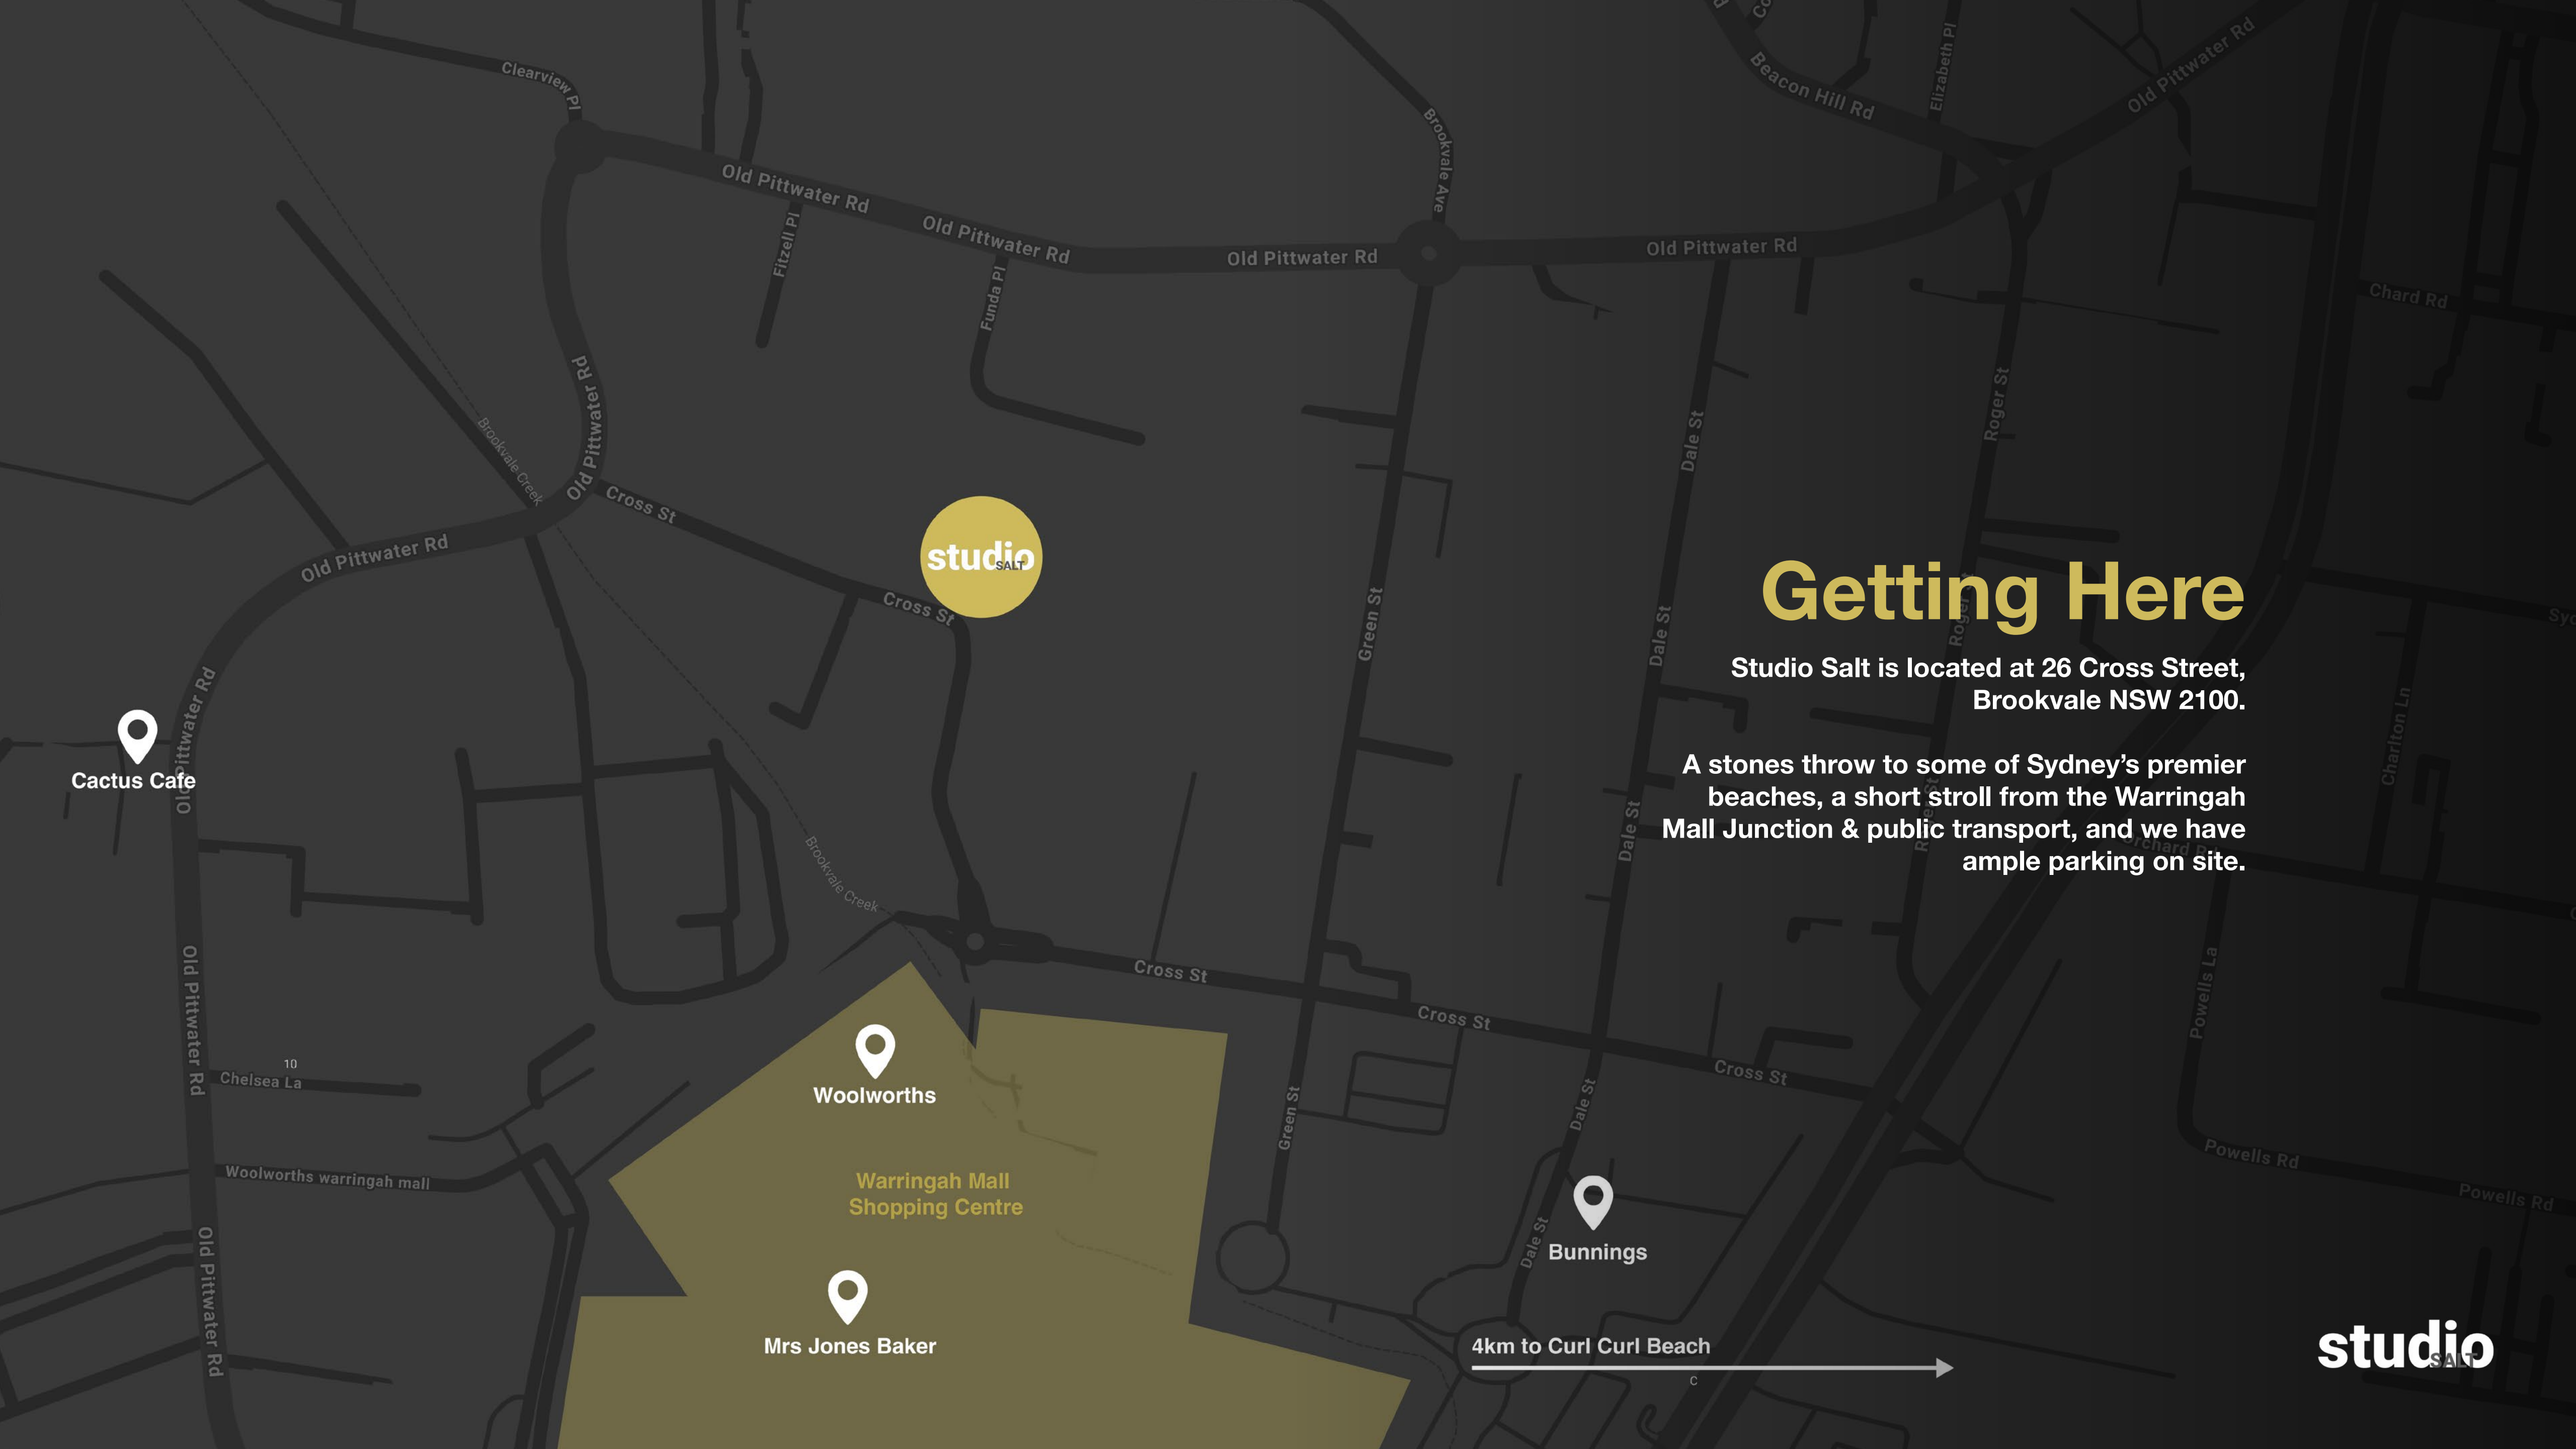 Clearview Pl
Beacon Hill Rd
Elizabeth Pl
Old Pittwater Rd
Brookvale Ave
Old Pittwater Rd
Old Pittwater Rd
Old Pittwater Rd
Old Pittwater Rd
Fitzell Pl
Funda Pl
Chard Rd
Old Pittwater Rd
Brookvale Creek
Dale St
Roger St
Cross St
Old Pittwater Rd
studio
SALT
Cross St
Green St
Dale St
Getting Here
Studio Salt is located at 26 Cross Street,
Brookvale NSW 2100.
A stones throw to some of Sydney’s premier
beaches, a short stroll from the Warringah
Mall Junction & public transport, and we have
ample parking on site.
Old Pittwater Rd
Cactus Cafe
Charlton Ln
Dale St
Brookvale Creek
Orchard Rd
Old Pittwater Rd
Cross St
Cross St
Powells La
10
Chelsea La
Woolworths
Cross St
Green St
Dale St
Woolworths warringah mall
Warringah Mall
Shopping Centre
Powells Rd
Powells Rd
Old Pittwater Rd
Dale St
Bunnings
Mrs Jones Baker
4km to Curl Curl Beach
C
studio
SALT